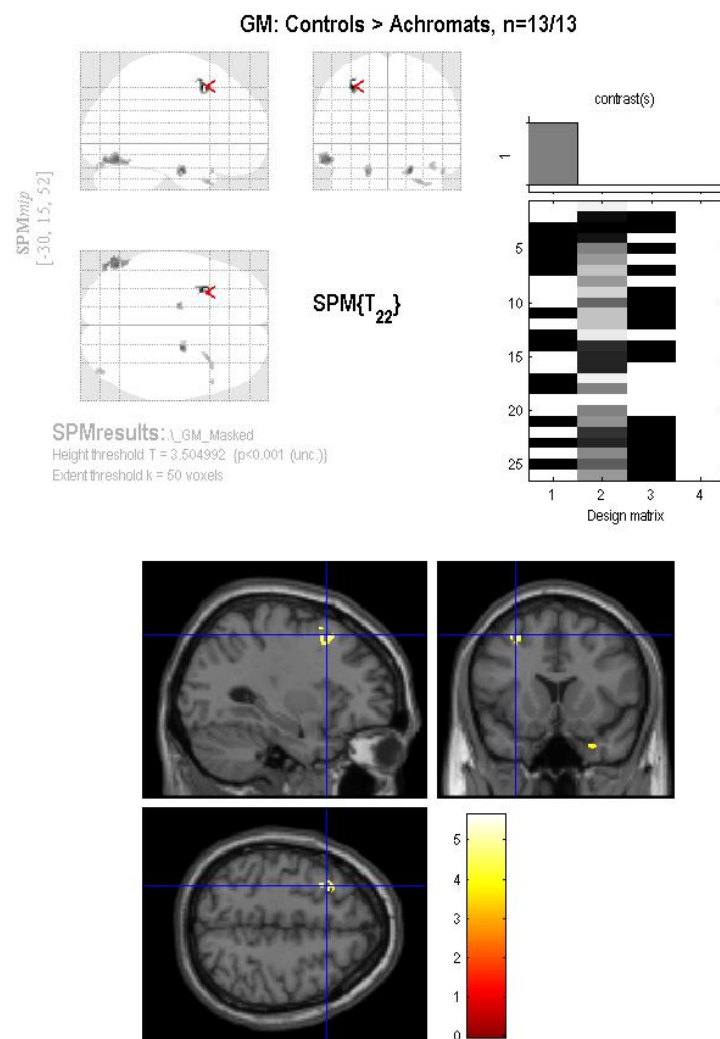 GM: Controls > Achromats, n=13/13
SPMmip
[-30, 15, 52]
SPM{T22}
SPMresults: .\_GM_Masked
Height threshold T = 3.504992 {p<0.001 (unc.)}
Extent threshold k = 50 voxels
contrast(s)
1
5
10
15
20
25
1 2 3 4
Design matrix
5
4
3
2
1
0